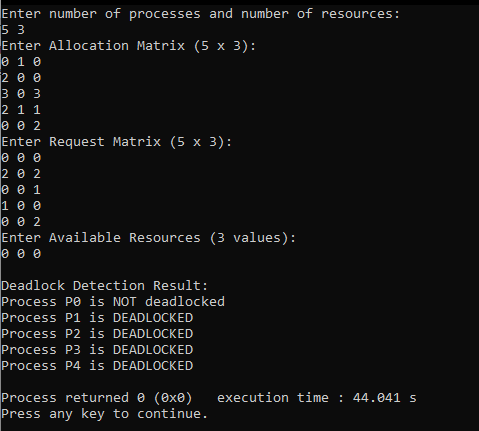 Enter number of processes and number of resources:
5 3
Enter Allocation Matrix (5 x 3):
0 1 0
2 0 0
3 0 3
2 1 1
0 0 2
Enter Request Matrix (5 x 3):
0 0 0
2 0 2
0 0 1
1 0 0
0 0 2
Enter Available Resources (3 values):
0 0 0

Deadlock Detection Result:
Process P0 is NOT deadlocked
Process P1 is DEADLOCKED
Process P2 is DEADLOCKED
Process P3 is DEADLOCKED
Process P4 is DEADLOCKED

Process returned 0 (0x0)   execution time : 44.041 s
Press any key to continue.